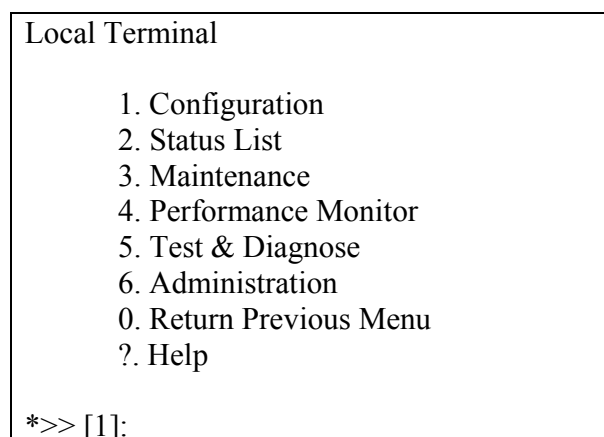 Local Terminal
1. Configuration
2. Status List
3. Maintenance
4. Performance Monitor
5. Test & Diagnose
6. Administration
0. Return Previous Menu
?. Help
*>> [1]: